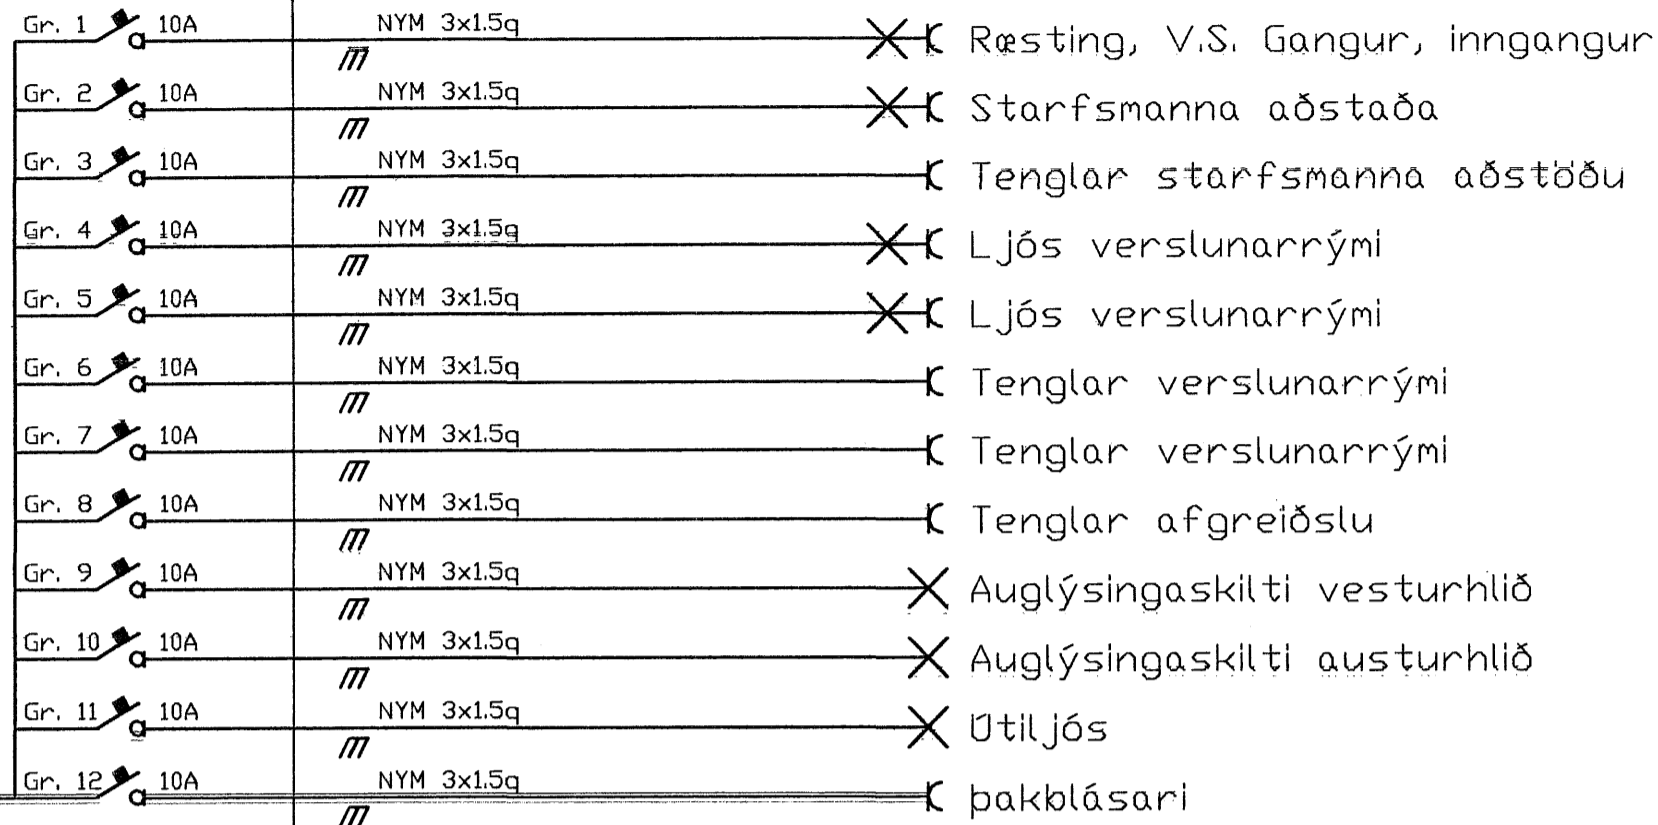 Gr. 1 10A NYM 3x1.5q Ræsting, V.S. Gangur, inngangur
Gr. 2 10A NYM 3x1.5q Starfsmanna aðstaða
Gr. 3 10A NYM 3x1.5q Tenglar starfsmanna aðstöðu
Gr. 4 10A NYM 3x1.5q Ljós verslunarrými
Gr. 5 10A NYM 3x1.5q Ljós verslunarrými
Gr. 6 10A NYM 3x1.5q Tenglar verslunarrými
Gr. 7 10A NYM 3x1.5q Tenglar verslunarrými
Gr. 8 10A NYM 3x1.5q Tenglar afgreiðslu
Gr. 9 10A NYM 3x1.5q Auglýsingaskilti vesturhlið
Gr. 10 10A NYM 3x1.5q Auglýsingaskilti austurhlið
Gr. 11 10A NYM 3x1.5q Útiljós
Gr. 12 10A NYM 3x1.5q þakblásari